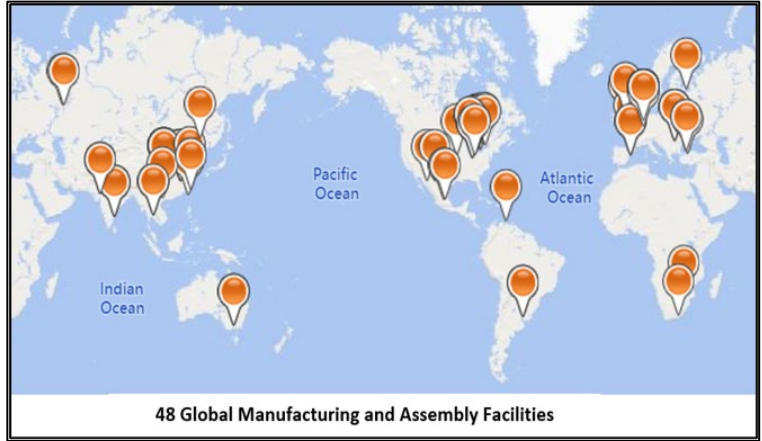 Pacific
Ocean
Atlantic
Ocean
Indian
Ocean
48 Global Manufacturing and Assembly Facilities